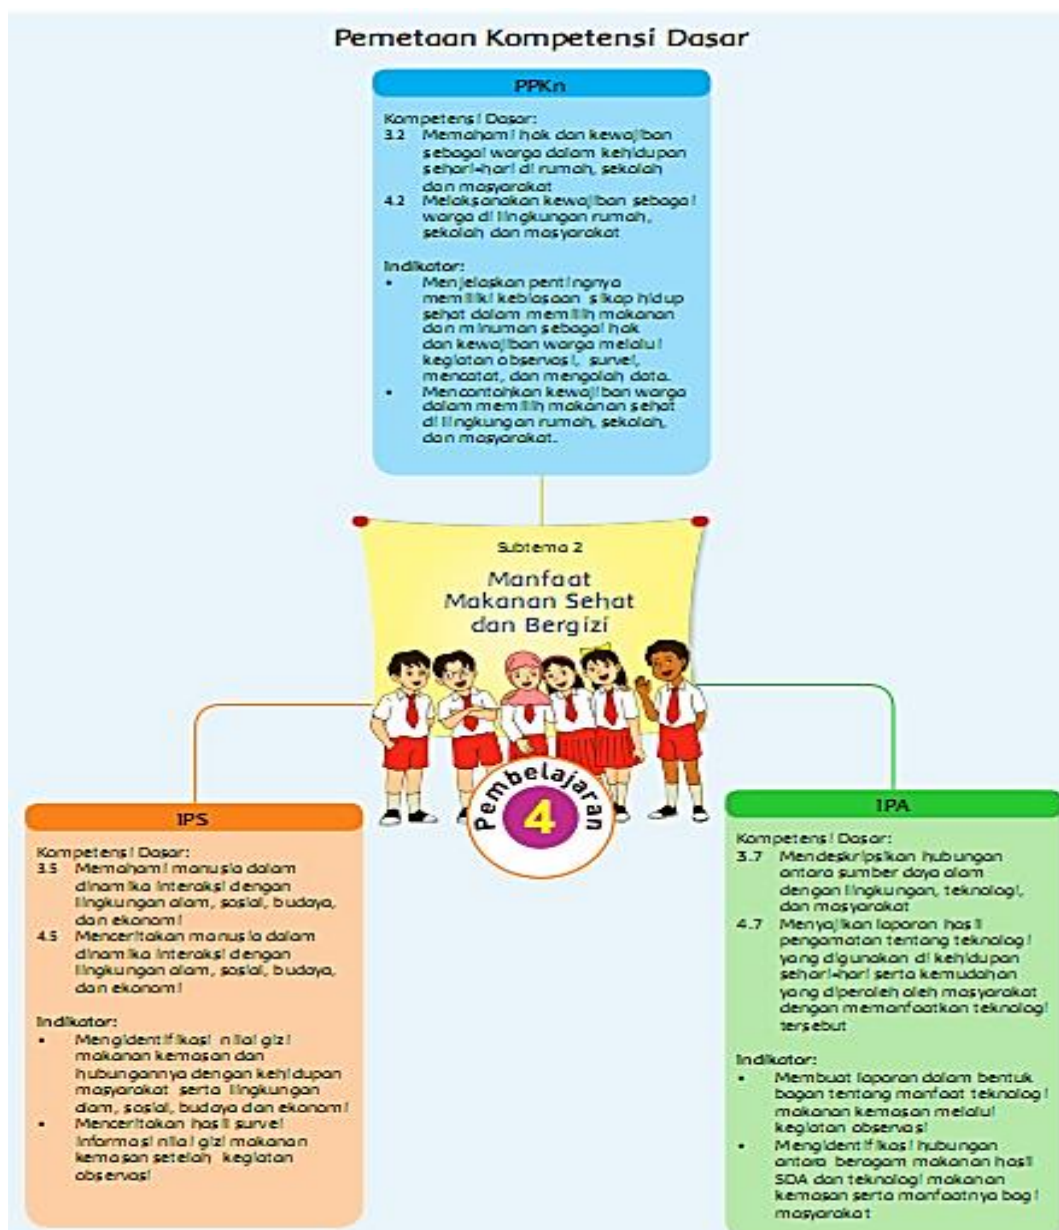 Pemetaan Kompetensi Dasar
PPKn
Kompetensi Dasar:
3.2 Memahami hak dan kewajiban
sebagai warga dalam kehidupan
sehari-hari di rumah, sekolah
dan masyarakat
4.2 Melaksanakan kewajiban sebagai
warga di lingkungan rumah,
sekolah dan masyarakat
Indikator:
• Menjelaskan pentingnya
memiliki kebiasaan sikap hidup
sehat dalam memilih makanan
dan minuman sebagai hak
dan kewajiban warga melalui
kegiatan observasi, survei,
mencatat, dan mengolah data.
• Mencontohkan kewajiban warga
dalam memilih makanan sehat
di lingkungan rumah, sekolah,
dan masyarakat.
Subtema 2
Manfaat
Makanan Sehat
dan Bergizi
Pembelajaran
4
IPS
Kompetensi Dasar:
3.5 Memahami manusia dalam
dinamika interaksi dengan
lingkungan alam, sosial, budaya,
dan ekonomi
4.5 Menceritakan manusia dalam
dinamika interaksi dengan
lingkungan alam, sosial, budaya,
dan ekonomi
Indikator:
• Mengidentifikasi nilai gizi
makanan kemasan dan
hubungannya dengan kehidupan
masyarakat serta lingkungan
alam, sosial, budaya dan ekonomi
• Menceritakan hasil survei
informasi nilai gizi makanan
kemasan setelah kegiatan
observasi
IPA
Kompetensi Dasar:
3.7 Mendeskripsikan hubungan
antara sumber daya alam
dengan lingkungan, teknologi,
dan masyarakat
4.7 Menyajikan laporan hasil
pengamatan tentang teknologi
yang digunakan di kehidupan
sehari-hari serta kemudahan
yang diperoleh oleh masyarakat
dengan memanfaatkan teknologi
tersebut
Indikator:
• Membuat laporan dalam bentuk
bagan tentang manfaat teknologi
makanan kemasan melalui
kegiatan observasi
• Mengidentifikasi hubungan
antara beragam makanan hasil
SDA dan teknologi makanan
kemasan serta manfaatnya bagi
masyarakat